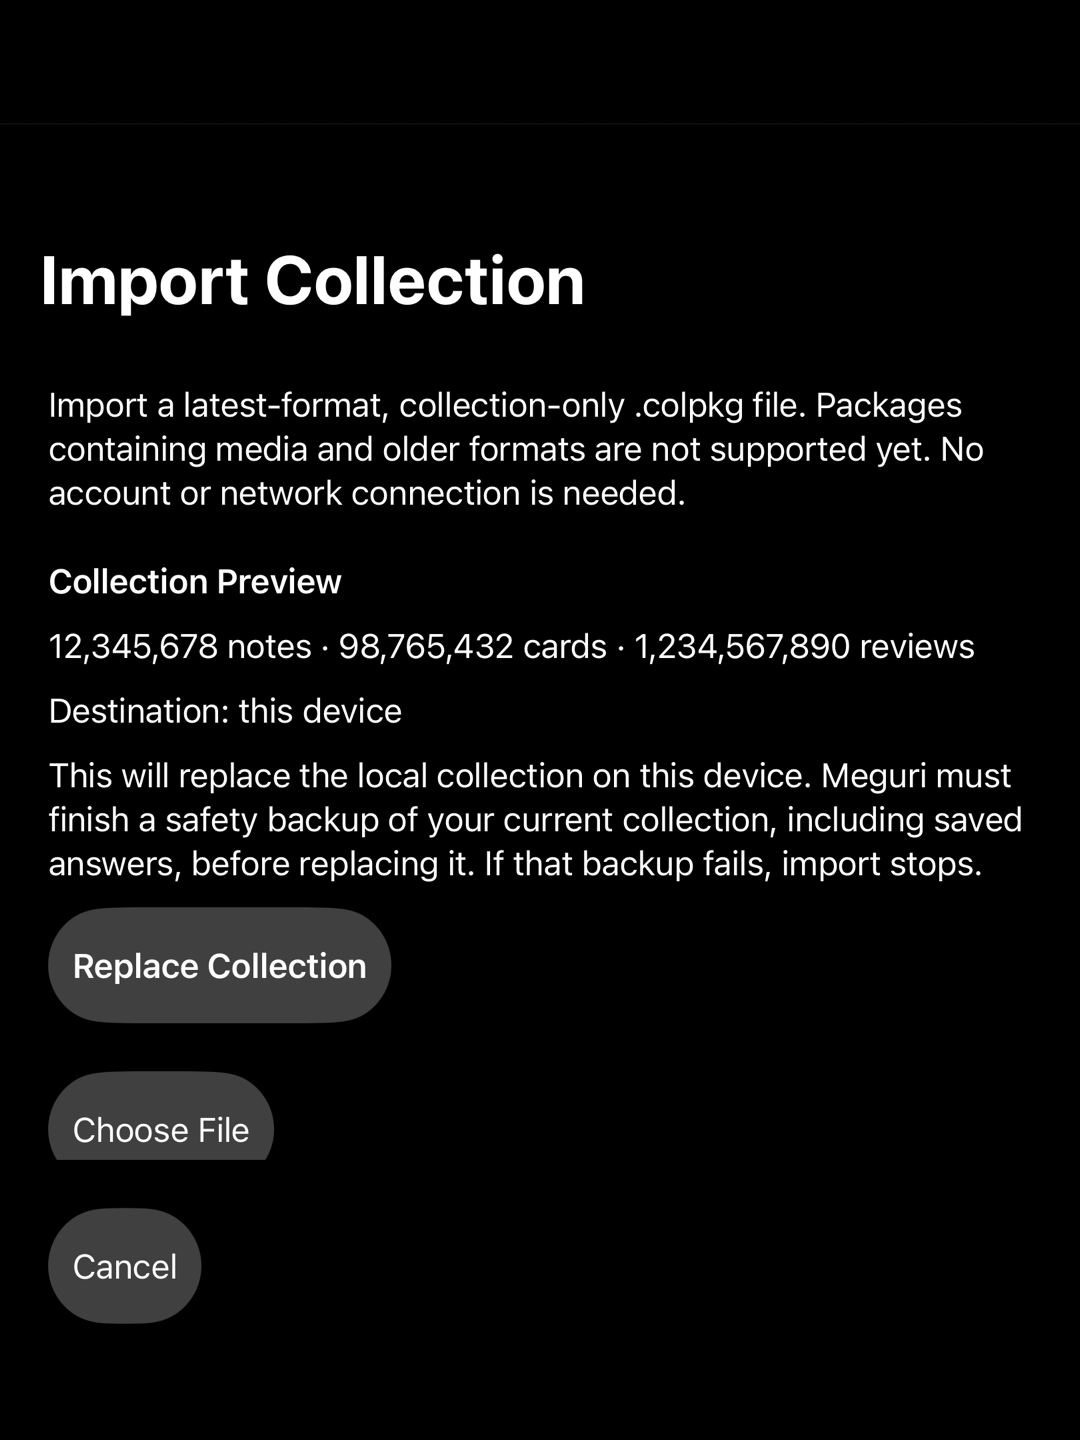 Import Collection
Import a latest-format, collection-only .colpkg file. Packages
containing media and older formats are not supported yet. No
account or network connection is needed.
Collection Preview
12,345,678 notes · 98,765,432 cards · 1,234,567,890 reviews
Destination: this device
This will replace the local collection on this device. Meguri must
finish a safety backup of your current collection, including saved
answers, before replacing it. If that backup fails, import stops.
Replace Collection
Choose File
Cancel